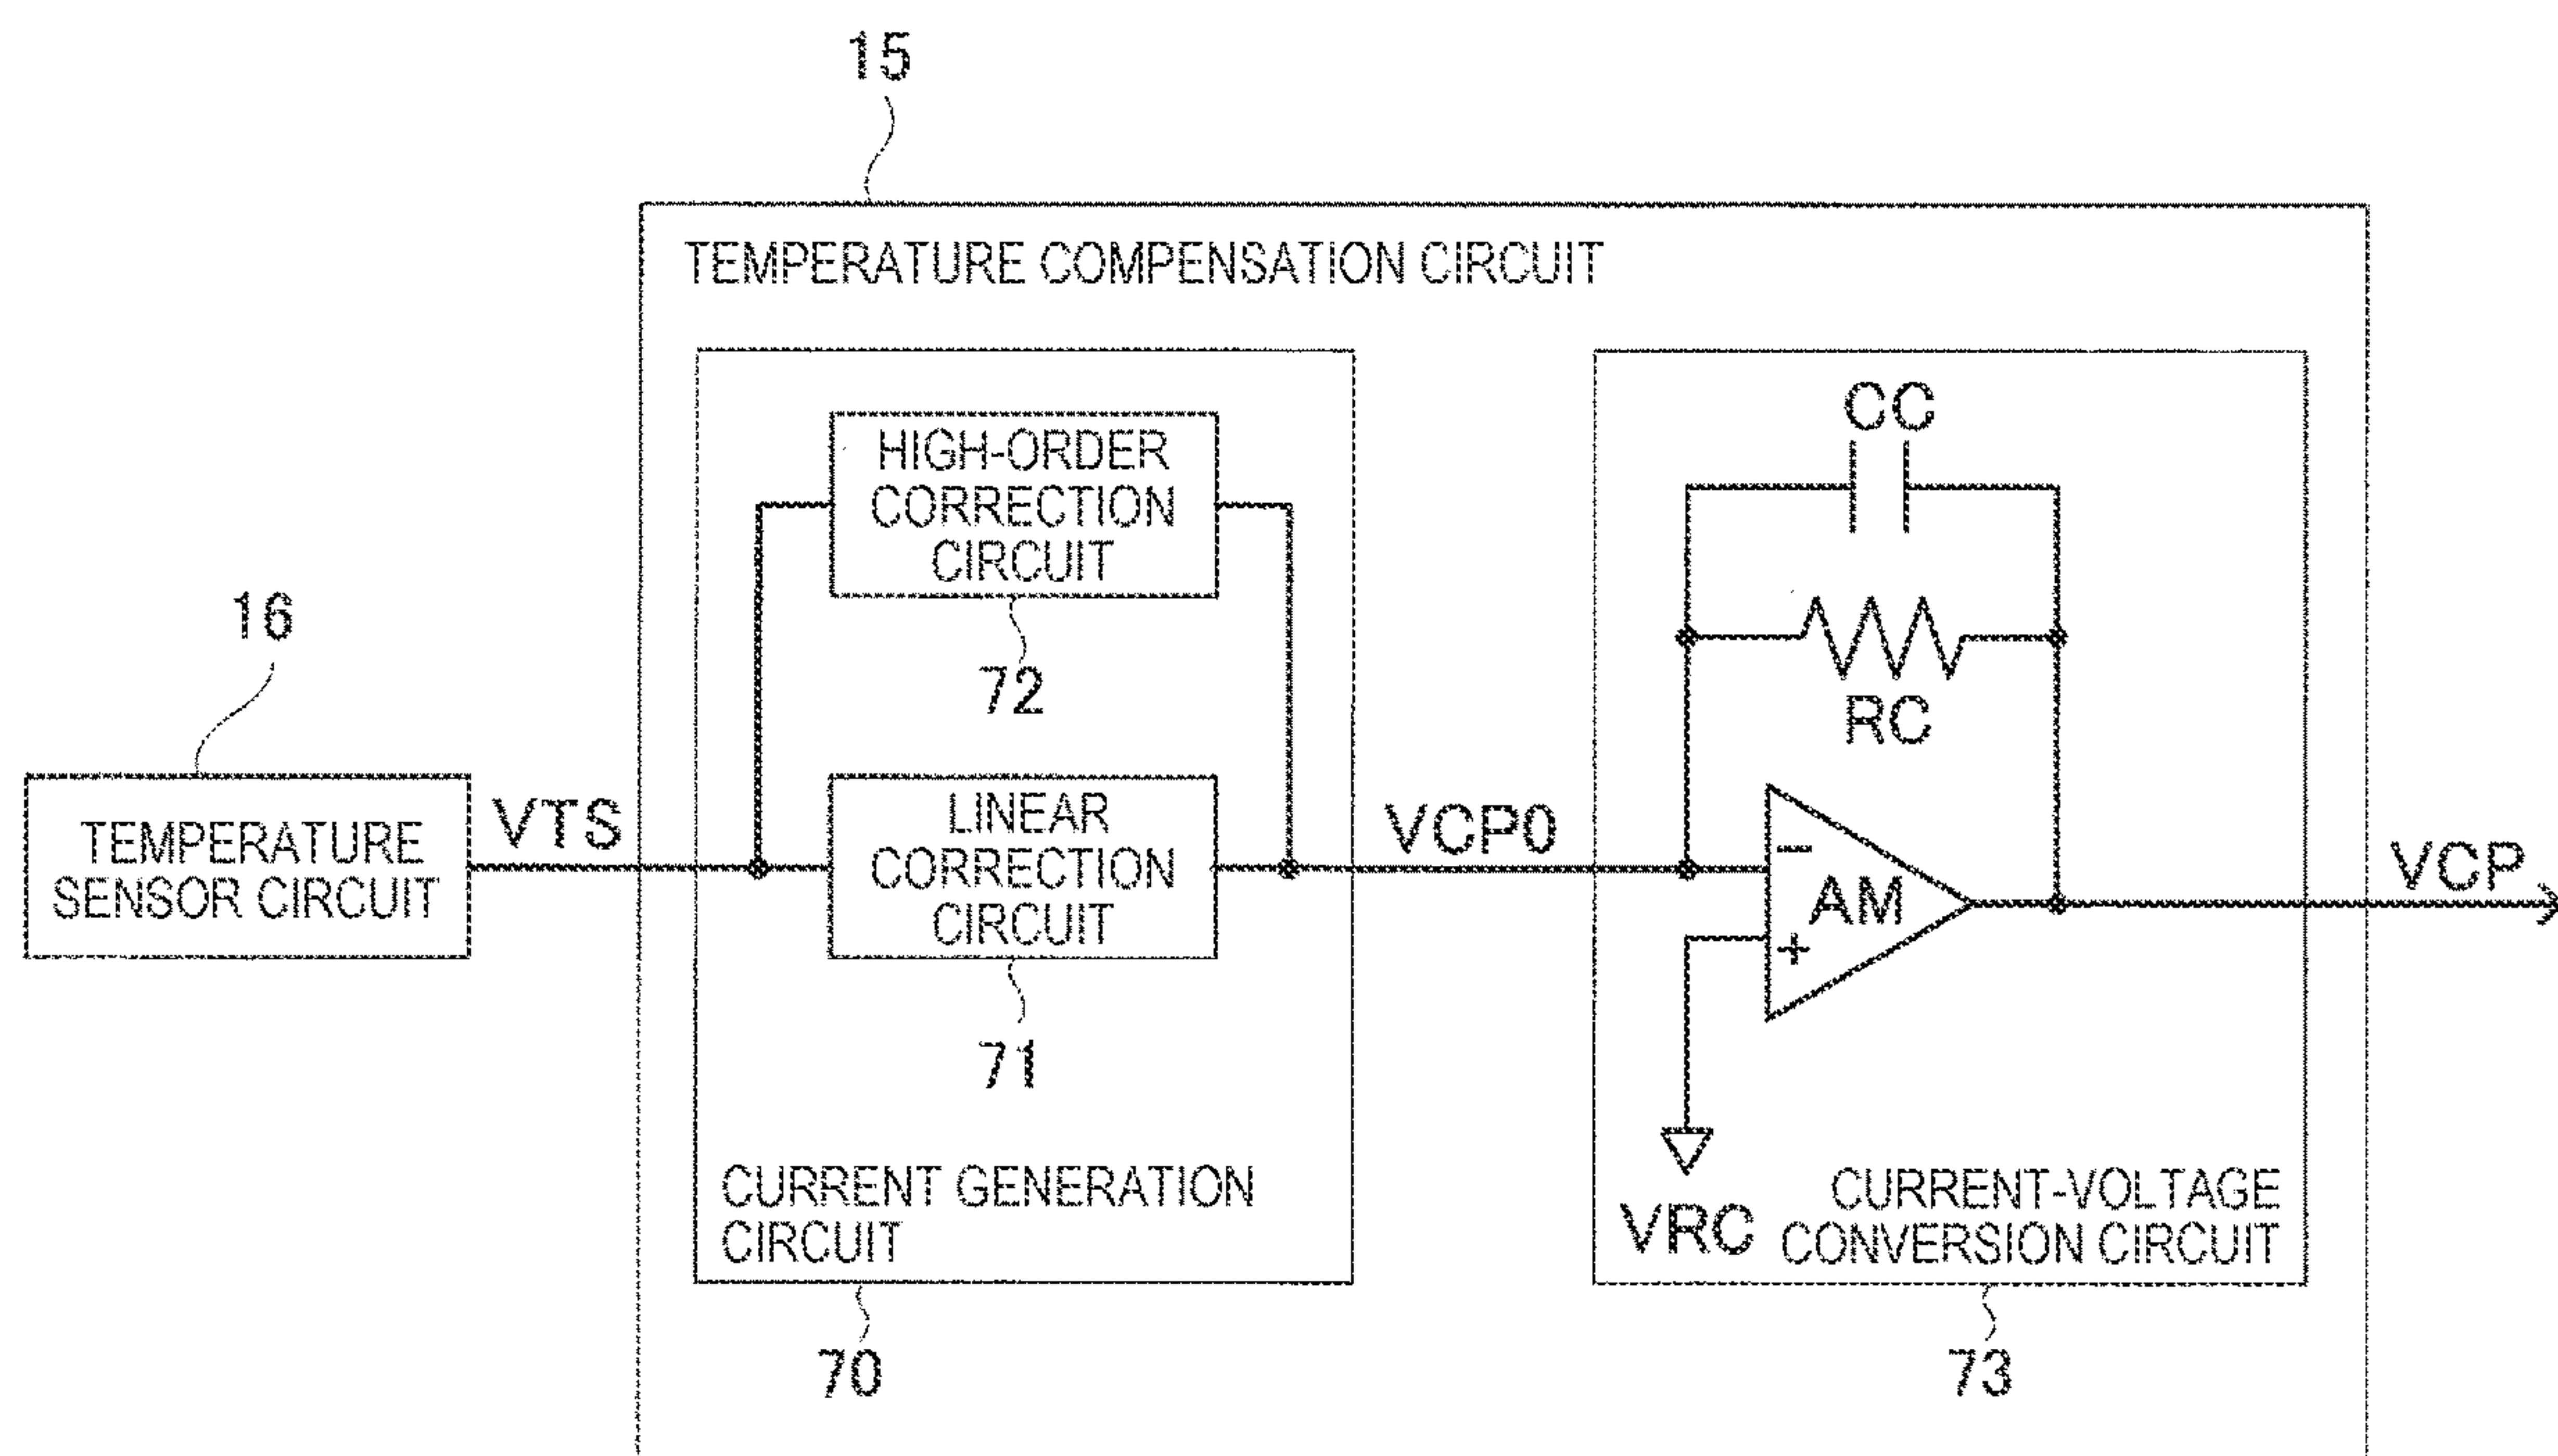 15
TEMPERATURE COMPENSATION CIRCUIT
HIGH-ORDER
CORRECTION
CIRCUIT
72
CC
RC
16
TEMPERATURE
SENSOR CIRCUIT
VTS
LINEAR
CORRECTION
CIRCUIT
71
VCP0
−
AM
+
VCP
CURRENT GENERATION
CIRCUIT
70
VRC
CURRENT-VOLTAGE
CONVERSION CIRCUIT
73